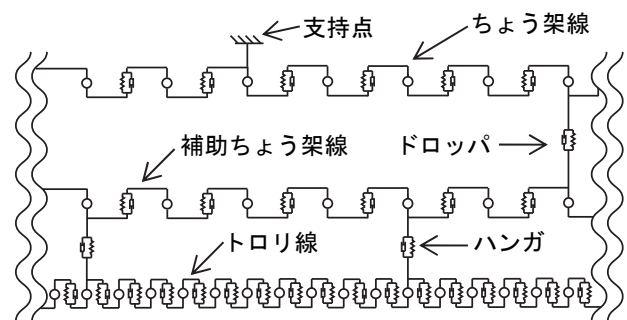 支持点
ちょう架線
補助ちょう架線
ドロッパ
トロリ線
ハンガ